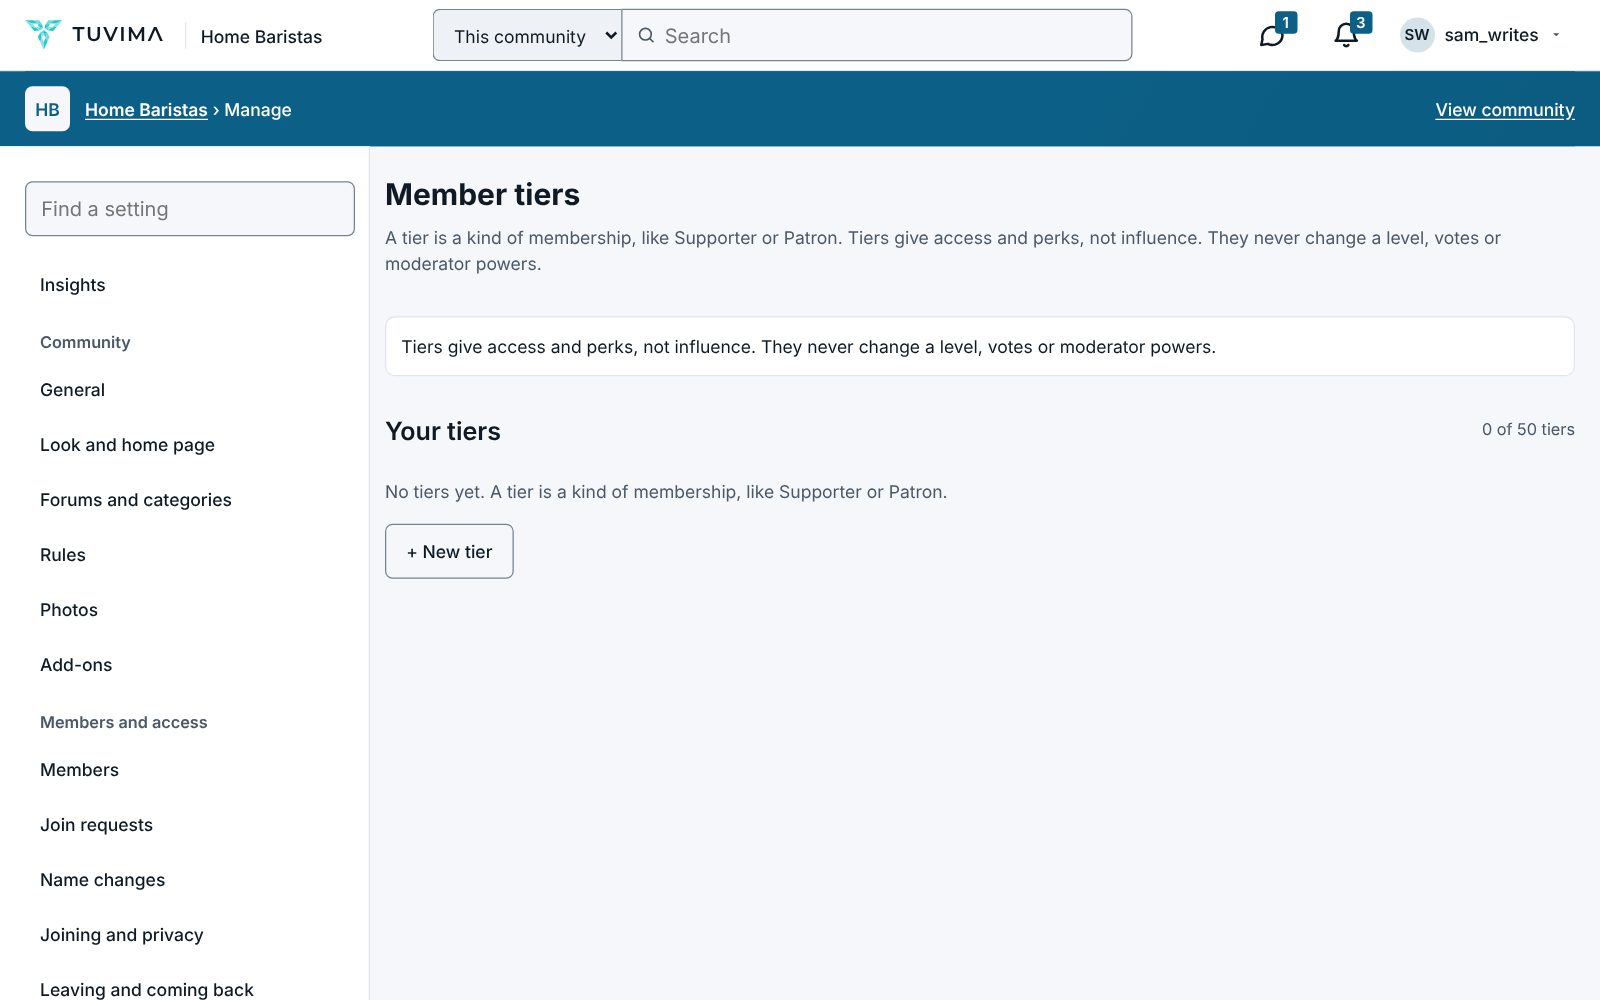 TUVIMA
Home Baristas
This community
Search
1
3
SW
sam_writes
HB
Home Baristas › Manage
View community
Find a setting
Insights
Community
General
Look and home page
Forums and categories
Rules
Photos
Add-ons
Members and access
Members
Join requests
Name changes
Joining and privacy
Leaving and coming back
Member tiers
A tier is a kind of membership, like Supporter or Patron. Tiers give access and perks, not influence. They never change a level, votes or
moderator powers.
Tiers give access and perks, not influence. They never change a level, votes or moderator powers.
Your tiers
0 of 50 tiers
No tiers yet. A tier is a kind of membership, like Supporter or Patron.
+ New tier